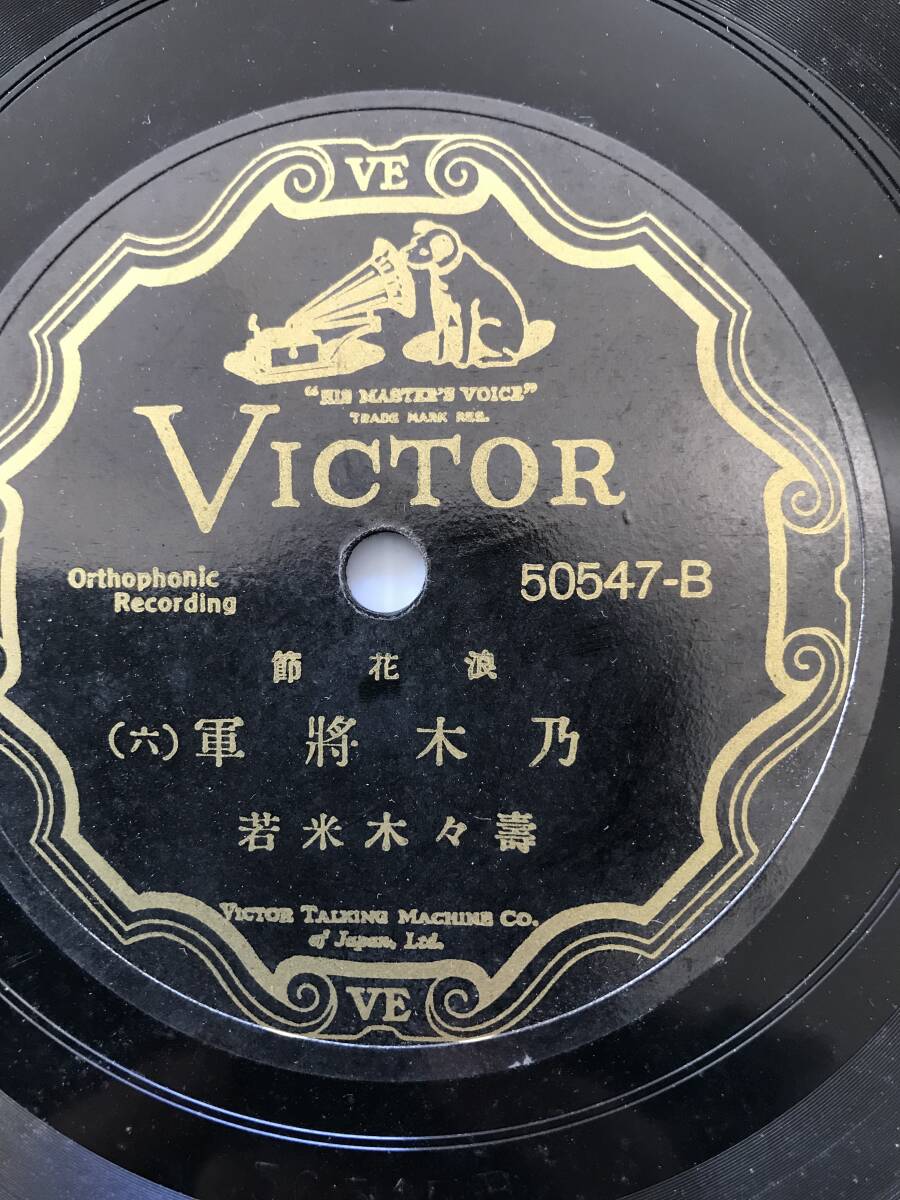 VE
"HIS MASTER'S VOICE"
TRADE MARK REG.
VICTOR
Orthophonic
Recording
50547-B
浪花節
乃木將軍(六)
壽々木米若
VICTOR TALKING MACHINE CO.
of Japan, Ltd.
VE